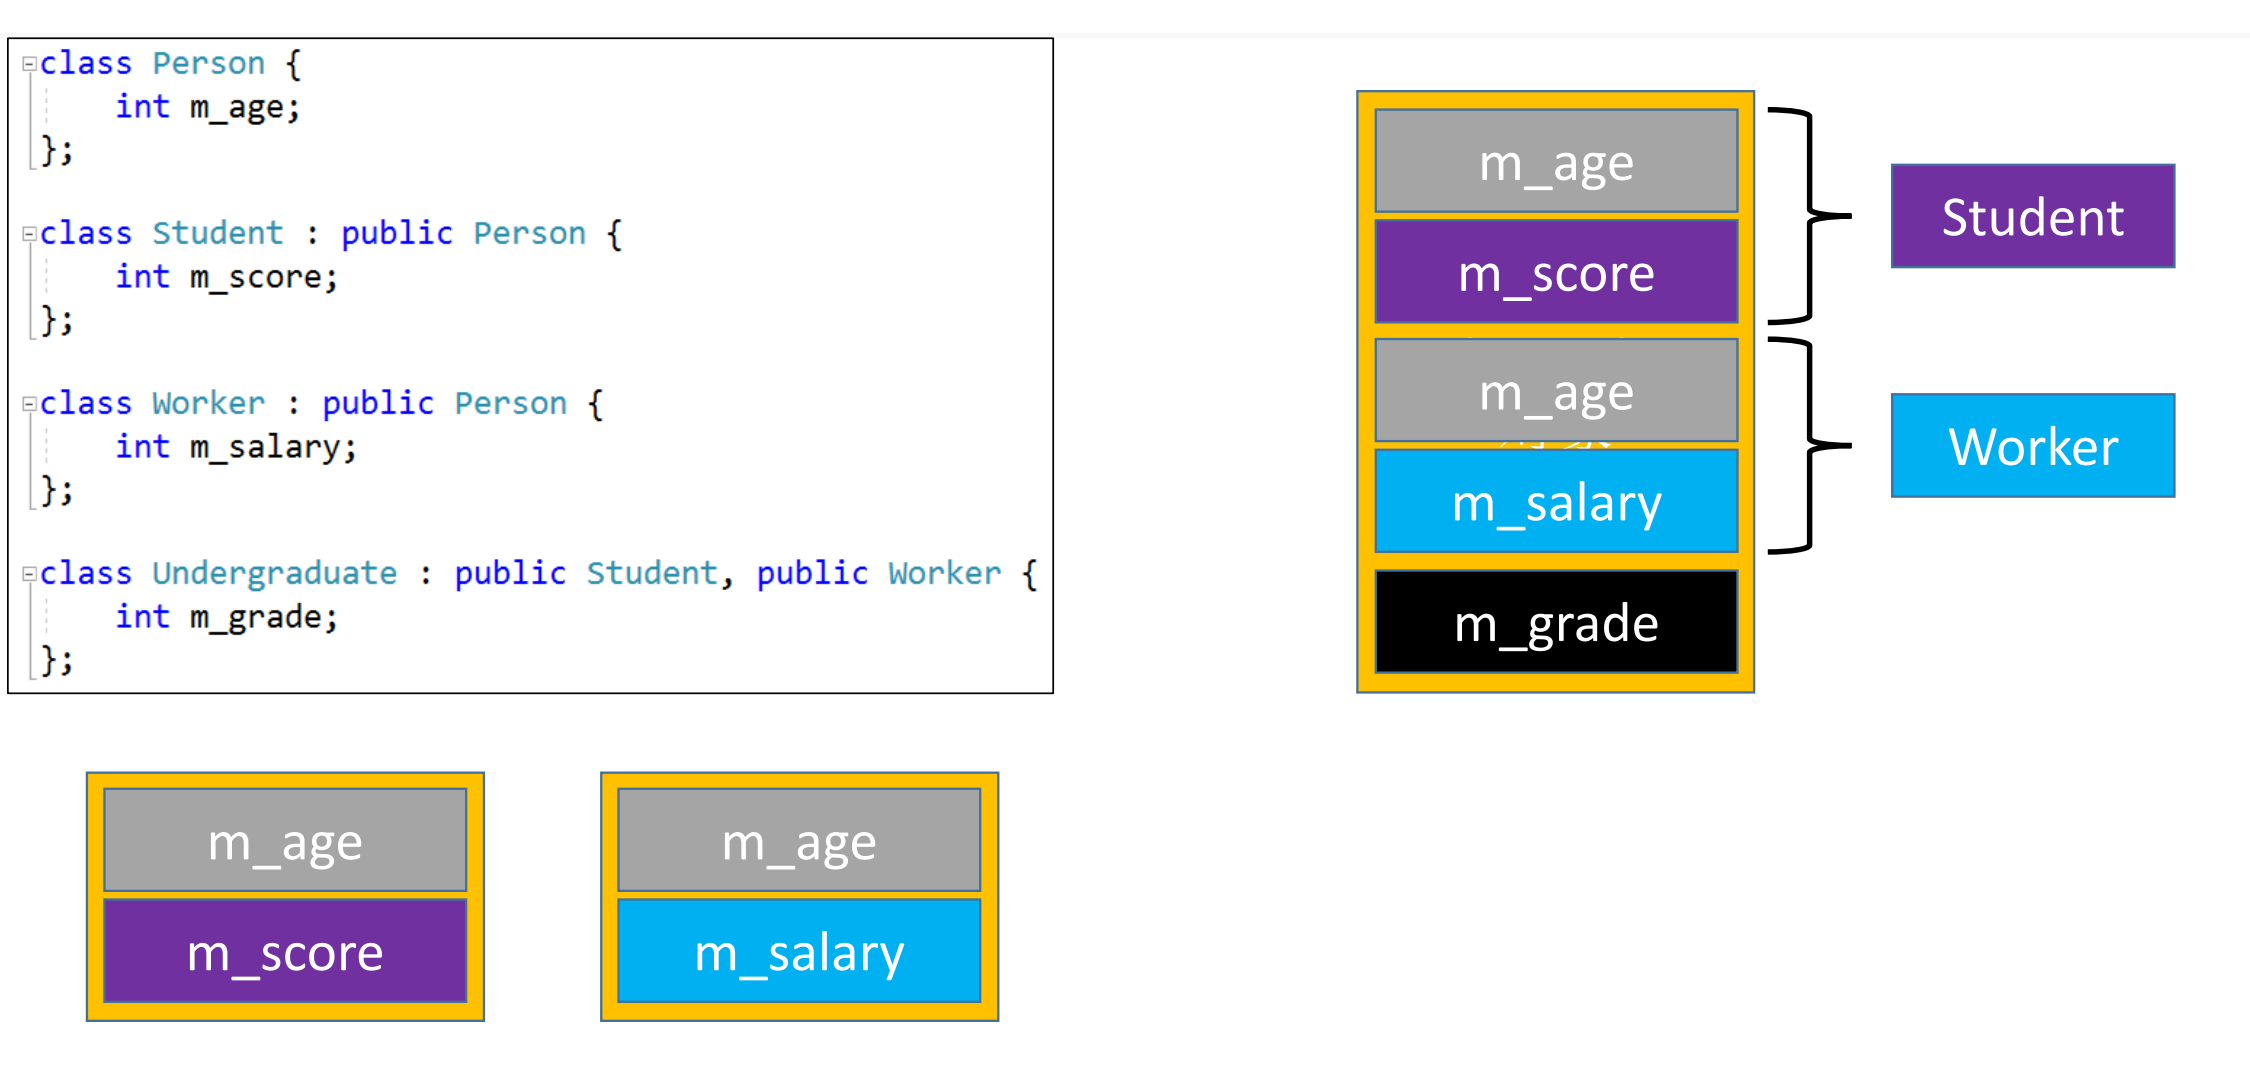 class Person {
    int m_age;
};
class Student : public Person {
    int m_score;
};
class Worker : public Person {
    int m_salary;
};
class Undergraduate : public Student, public Worker {
    int m_grade;
};
m_age
m_score
m_age
m_salary
m_grade
Student
Worker
m_age
m_score
m_age
m_salary